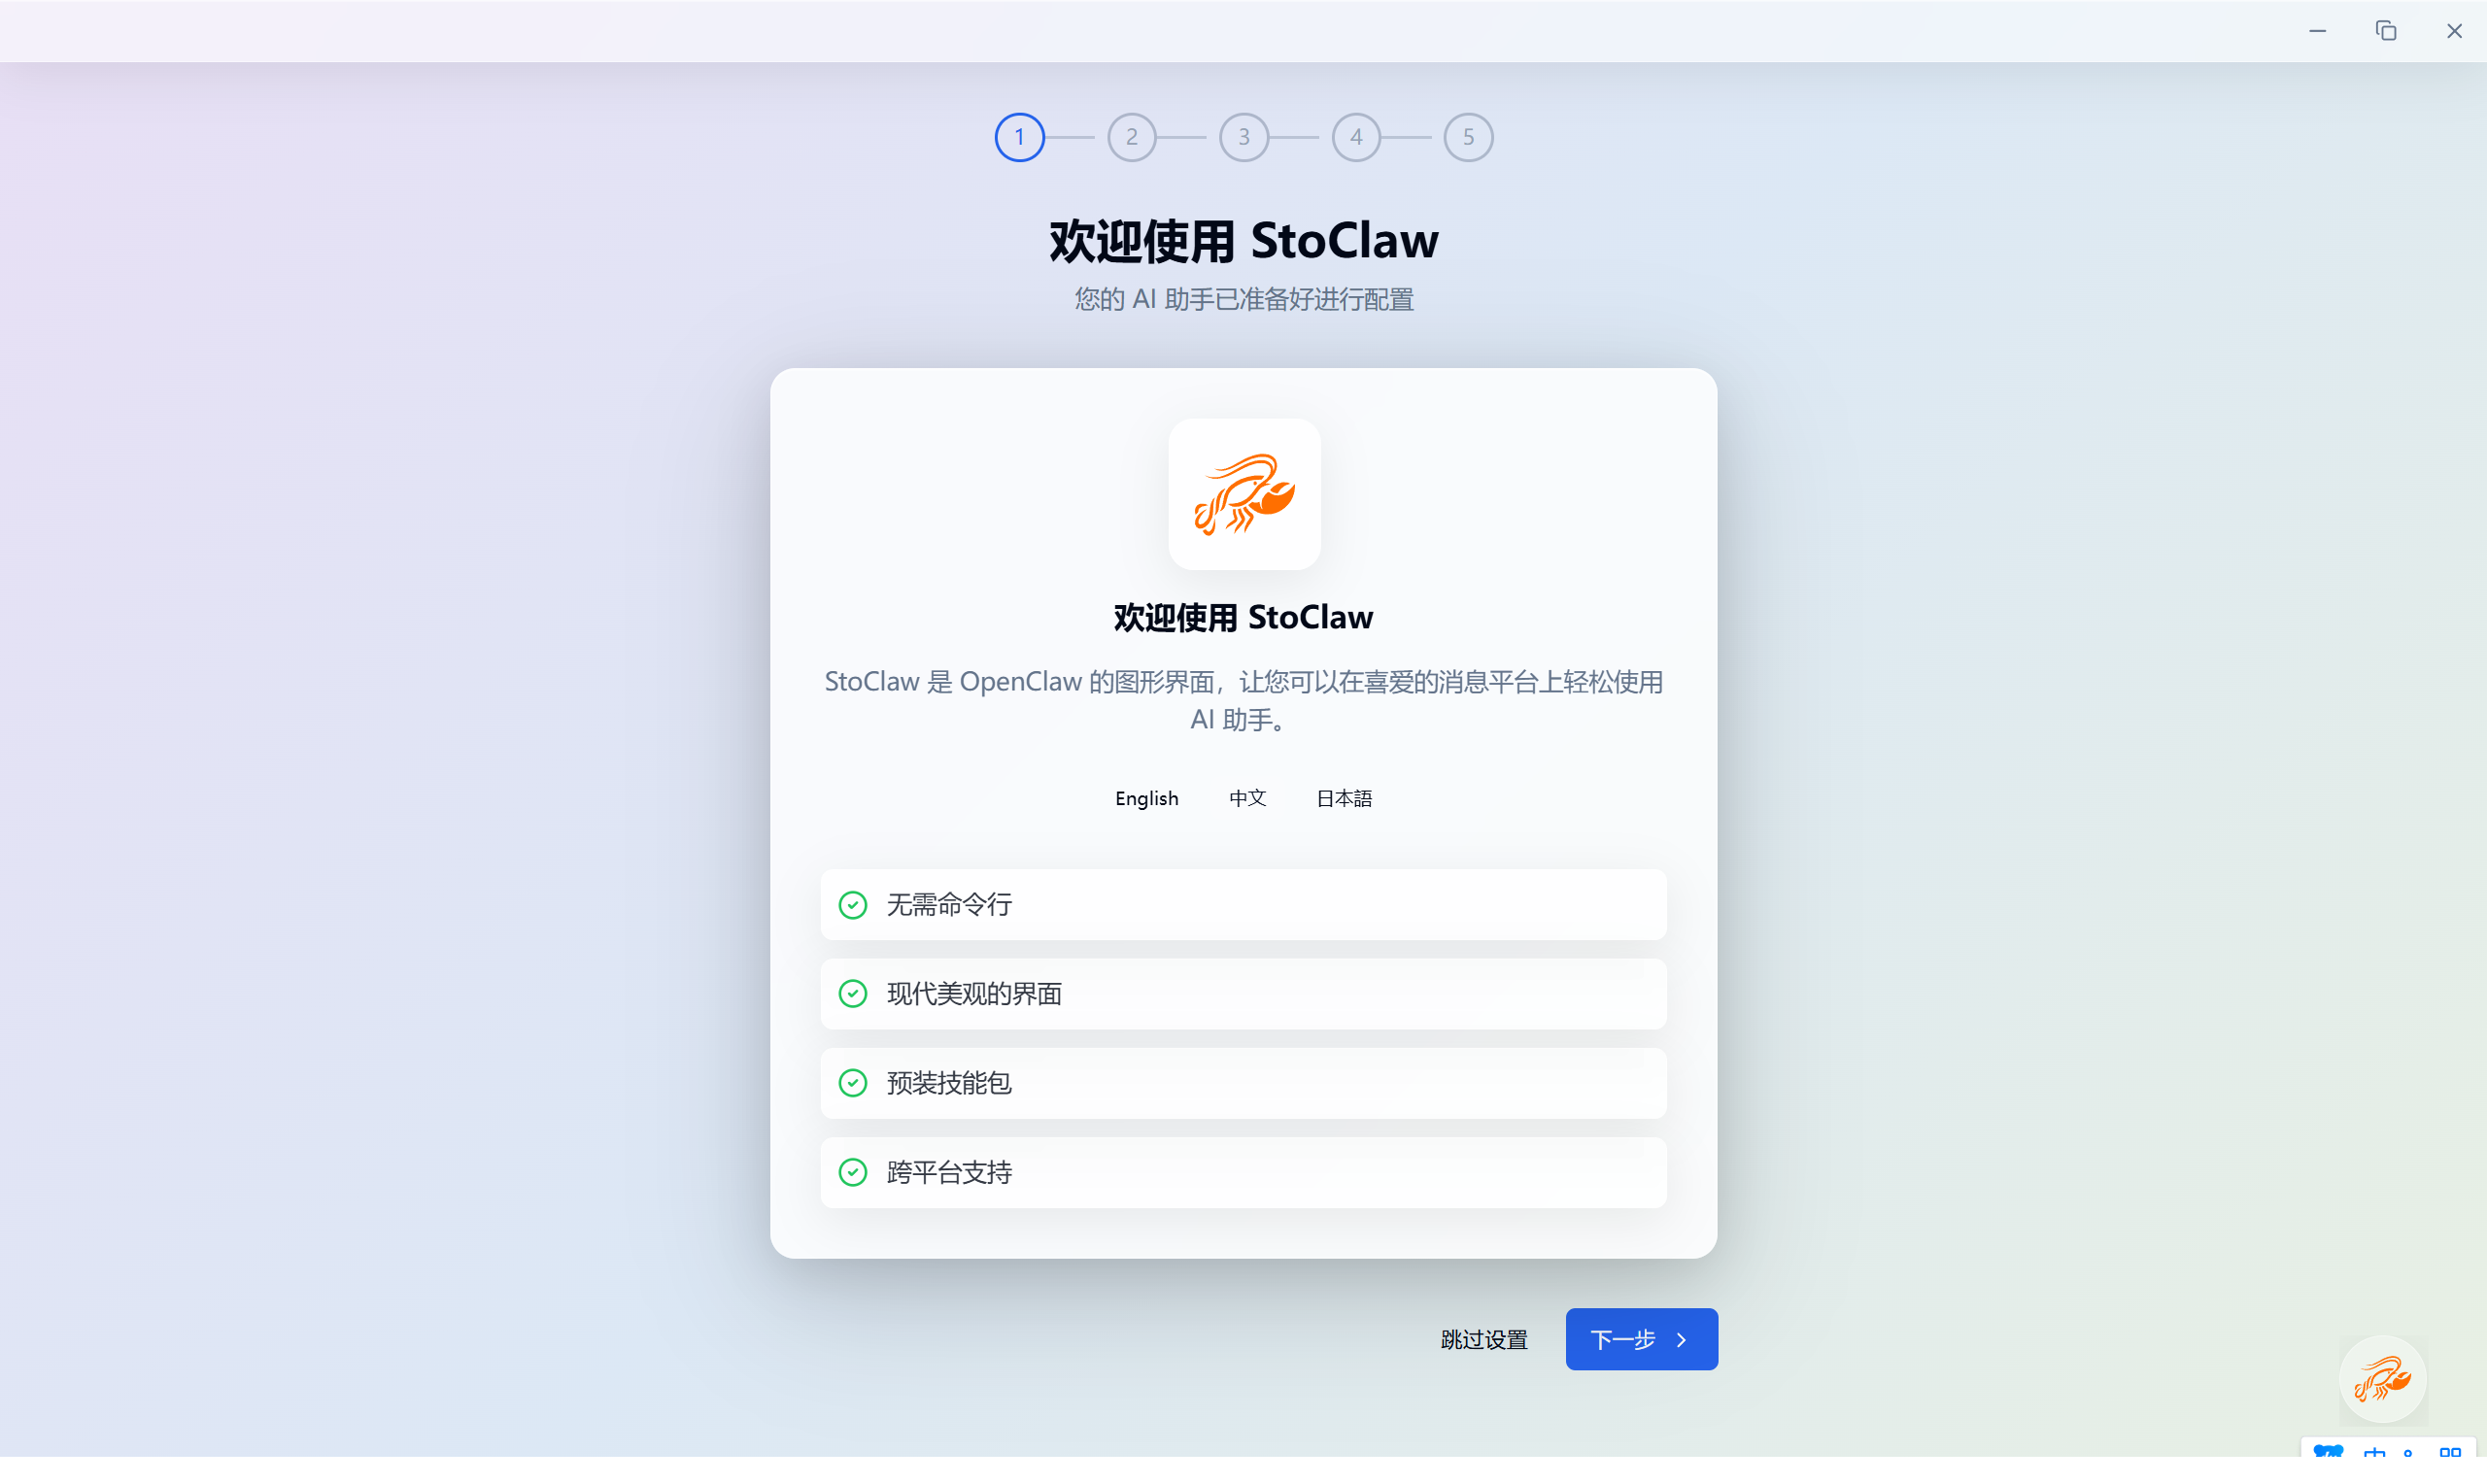 1 2 3 4 5
欢迎使用 StoClaw
您的 AI 助手已准备好进行配置
欢迎使用 StoClaw
StoClaw 是 OpenClaw 的图形界面，让您可以在喜爱的消息平台上轻松使用
AI 助手。
English 中文 日本語
无需命令行
现代美观的界面
预装技能包
跨平台支持
跳过设置 下一步